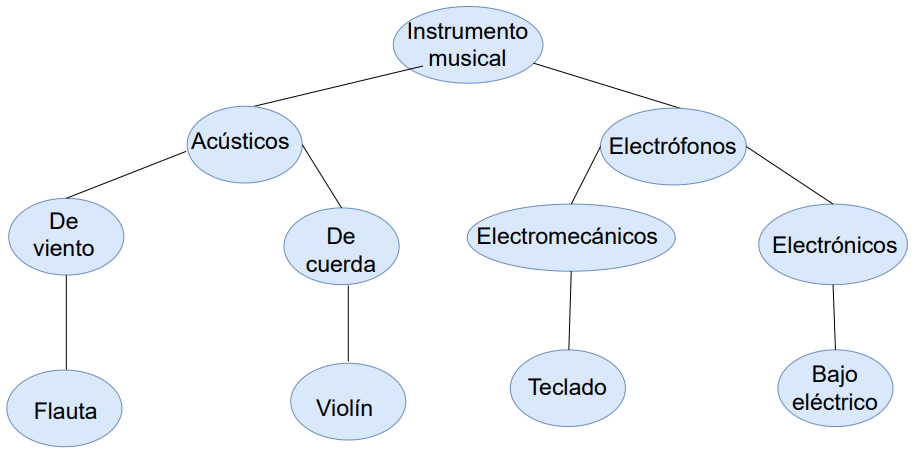 Instrumento
musical
Acústicos
Electrófonos
De
viento
De
cuerda
Electromecánicos
Electrónicos
Flauta
Violín
Teclado
Bajo
eléctrico